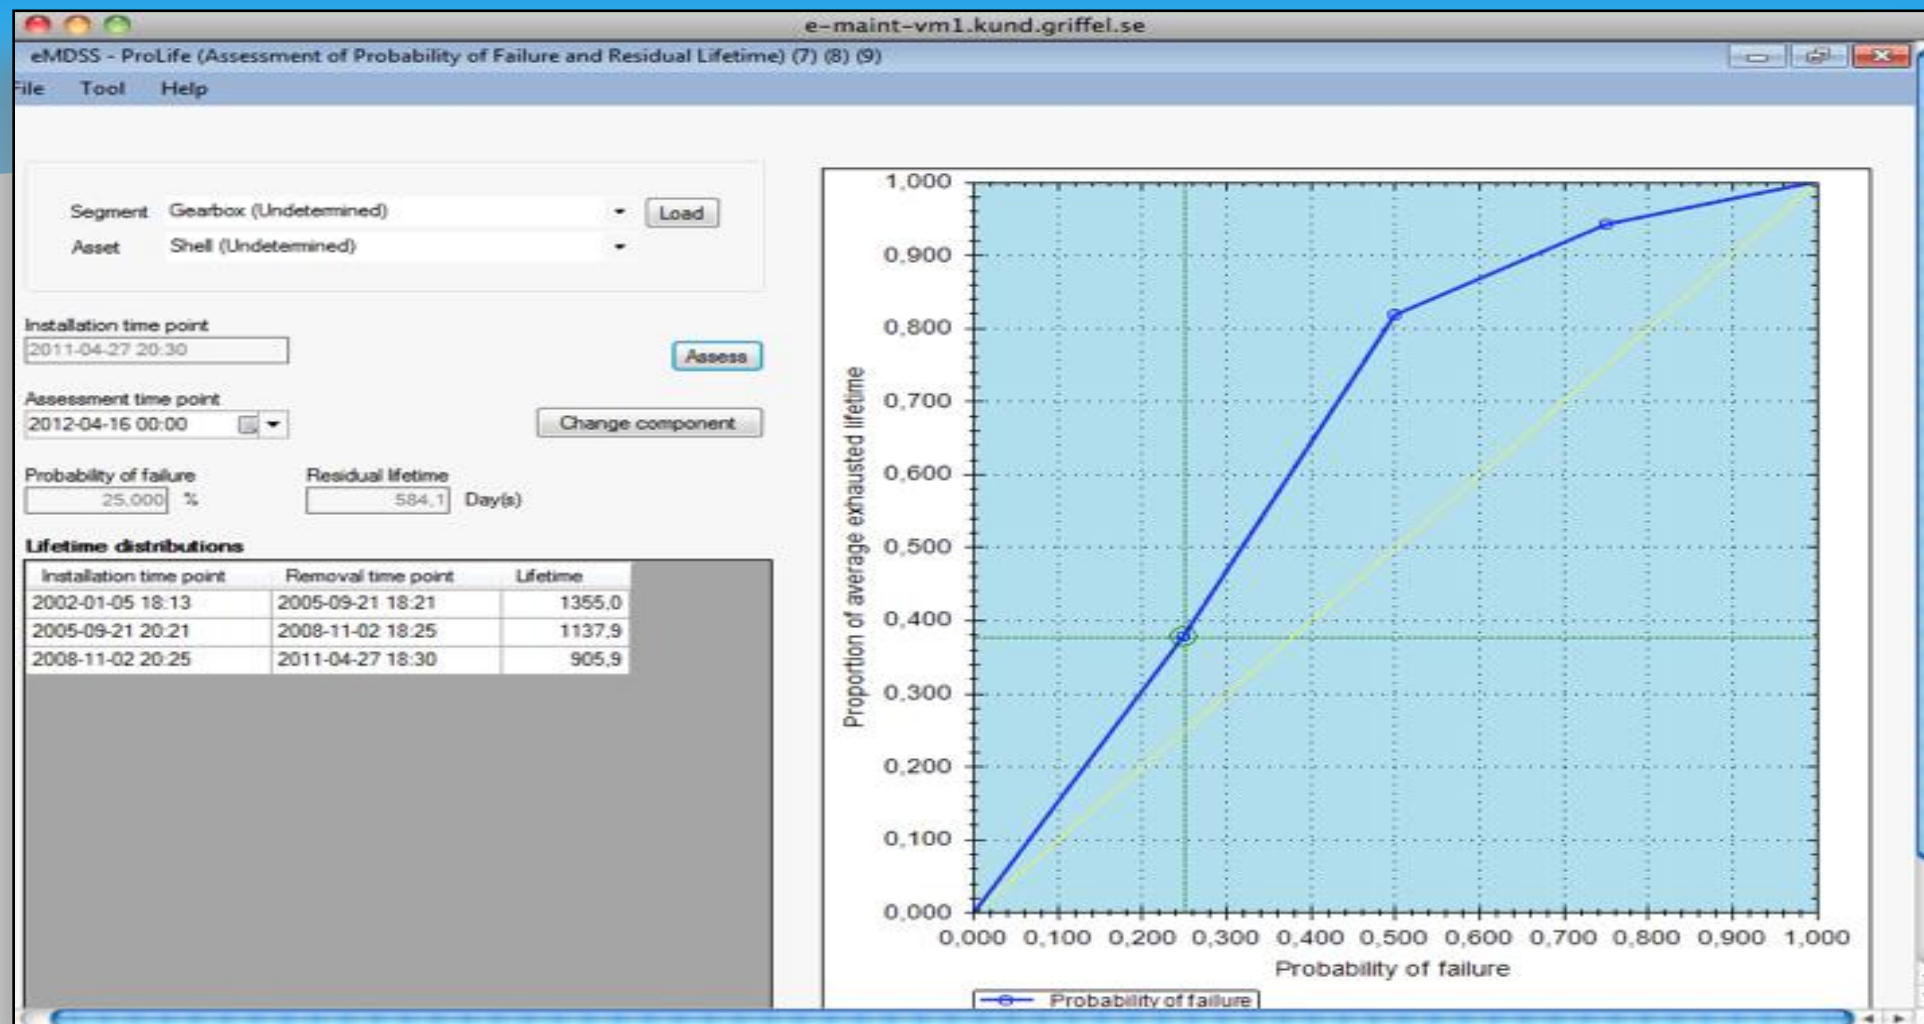 e-maint-vm1.kund.griffel.se
eMDSS - ProLife (Assessment of Probability of Failure and Residual Lifetime) (7) (8) (9)
File Tool Help
Segment Gearbox (Undetermined) Load
Asset Shell (Undetermined)
Installation time point
2011-04-27 20:30
Assess
Assessment time point
2012-04-16 00:00
Change component
Probability of failure Residual lifetime
25,000 % 584,1 Day(s)
Lifetime distributions
Installation time point Removal time point Lifetime
2002-01-05 18:13 2005-09-21 18:21 1355,0
2005-09-21 20:21 2008-11-02 18:25 1137,9
2008-11-02 20:25 2011-04-27 18:30 905,9
Proportion of average exhausted lifetime
1,000
0,900
0,800
0,700
0,600
0,500
0,400
0,300
0,200
0,100
0,000
0,000 0,100 0,200 0,300 0,400 0,500 0,600 0,700 0,800 0,900 1,000
Probability of failure
Probability of failure